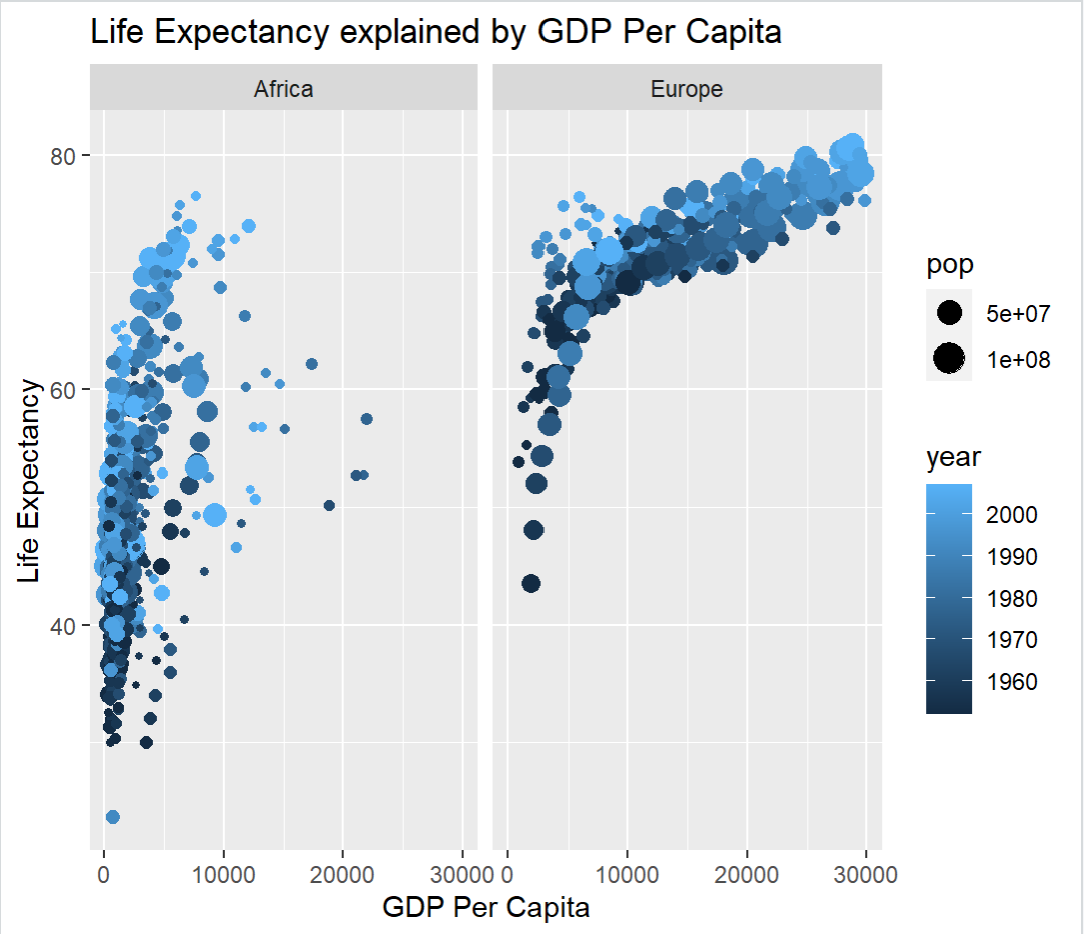 Life Expectancy explained by GDP Per Capita
Africa
Europe
Life Expectancy
80
60
40
0
10000
20000
30000
0
10000
20000
30000
GDP Per Capita
pop
5e+07
1e+08
year
2000
1990
1980
1970
1960